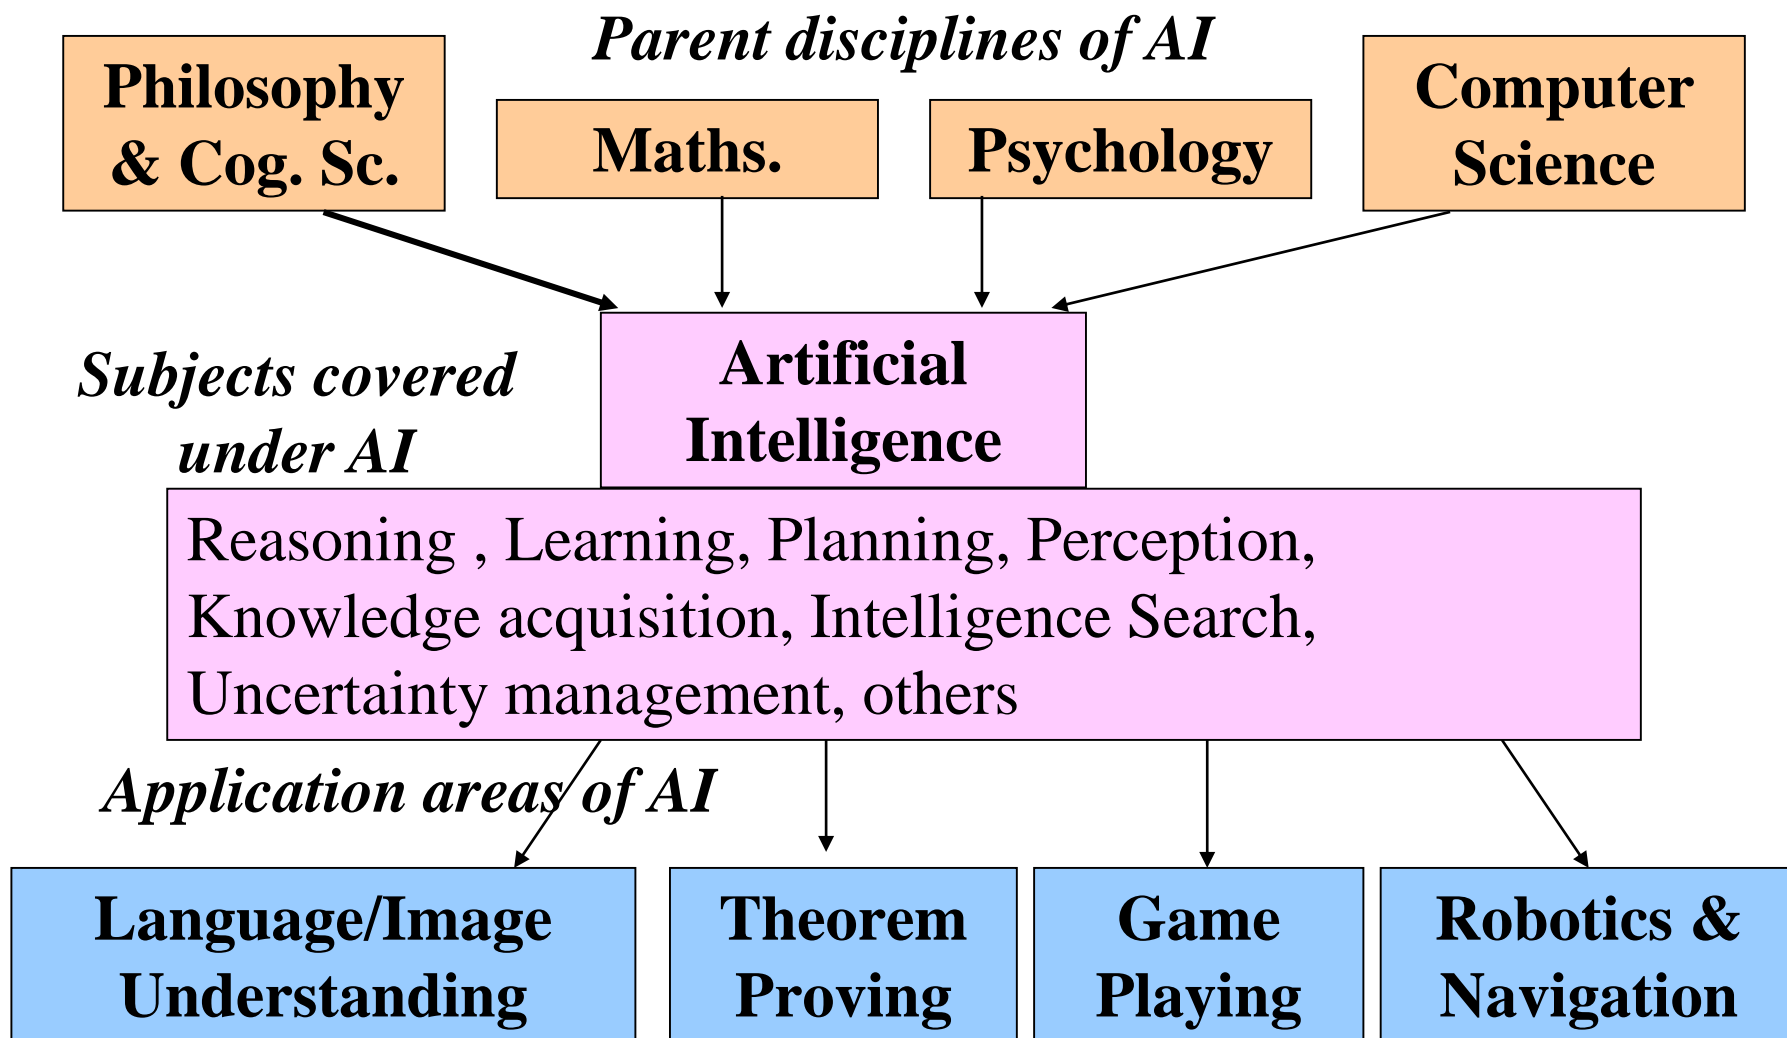 Parent disciplines of AI
Philosophy
& Cog. Sc.
Maths.
Psychology
Computer
Science
Subjects covered
under AI
Artificial
Intelligence
Reasoning , Learning, Planning, Perception,
Knowledge acquisition, Intelligence Search,
Uncertainty management, others
Application areas of AI
Language/Image
Understanding
Theorem
Proving
Game
Playing
Robotics &
Navigation